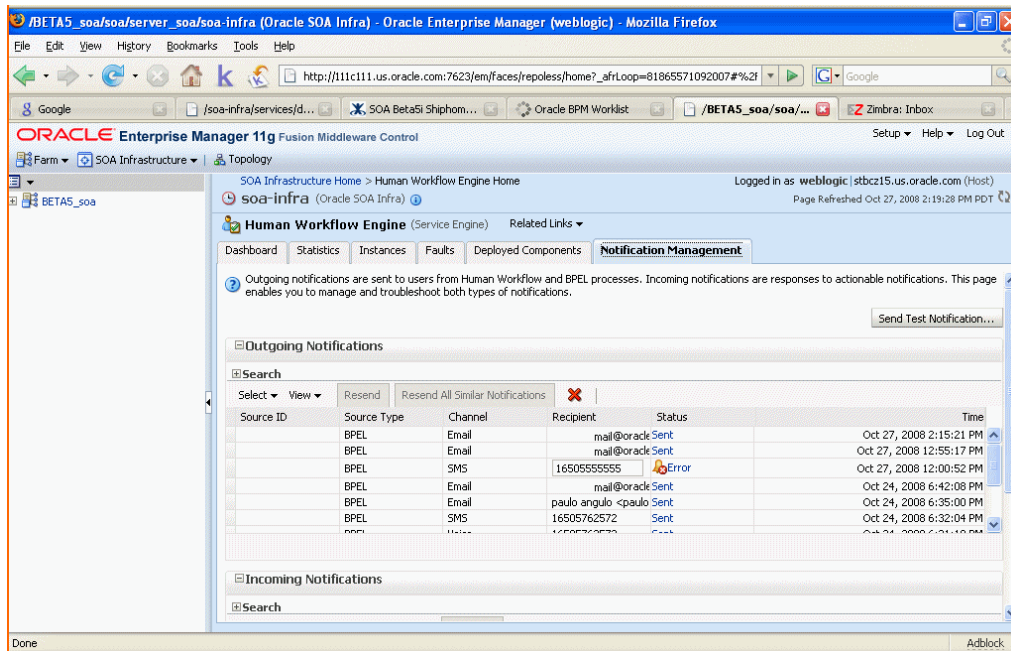 /BETA5_soa/soa/server_soa/soa-infra (Oracle SOA Infra) - Oracle Enterprise Manager (weblogic) - Mozilla Firefox
File Edit View History Bookmarks Tools Help
http://111c111.us.oracle.com:7623/em/faces/repoless/home?_afrLoop=81865571092007#%2f
G Google
Google /soa-infra/services/d... SOA Beta5i Shiphom... Oracle BPM Worklist /BETA5_soa/soa/... Zimbra: Inbox
ORACLE Enterprise Manager 11g Fusion Middleware Control
Setup Help Log Out
Farm SOA Infrastructure Topology
BETA5_soa
SOA Infrastructure Home > Human Workflow Engine Home
Logged in as weblogic|stbcz15.us.oracle.com (Host)
soa-infra (Oracle SOA Infra)
Page Refreshed Oct 27, 2008 2:19:28 PM PDT
Human Workflow Engine (Service Engine) Related Links
Dashboard Statistics Instances Faults Deployed Components Notification Management
Outgoing notifications are sent to users from Human Workflow and BPEL processes. Incoming notifications are responses to actionable notifications. This page
enables you to manage and troubleshoot both types of notifications.
Send Test Notification...
Outgoing Notifications
Search
Select View Resend Resend All Similar Notifications
Source ID Source Type Channel Recipient Status Time
BPEL Email mail@oracle Sent Oct 27, 2008 2:15:21 PM
BPEL Email mail@oracle Sent Oct 27, 2008 12:55:17 PM
BPEL SMS 16505555555 Error Oct 27, 2008 12:00:52 PM
BPEL Email mail@oracle Sent Oct 24, 2008 6:42:08 PM
BPEL Email paulo angulo <paulo Sent Oct 24, 2008 6:35:00 PM
BPEL SMS 16505762572 Sent Oct 24, 2008 6:32:04 PM
Incoming Notifications
Search
Done
Adblock